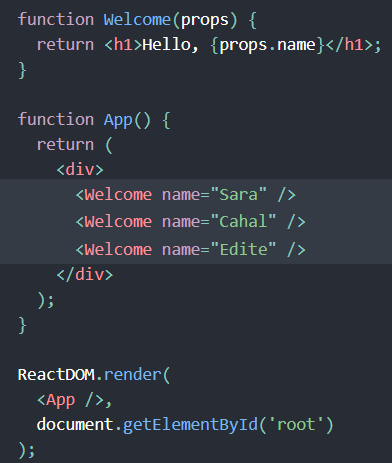 function Welcome(props) {
  return <h1>Hello, {props.name}</h1>;
}

function App() {
  return (
    <div>
      <Welcome name="Sara" />
      <Welcome name="Cahal" />
      <Welcome name="Edite" />
    </div>
  );
}

ReactDOM.render(
  <App />,
  document.getElementById('root')
);